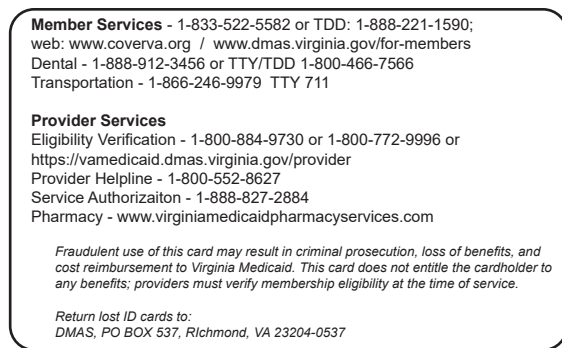 Member Services - 1-833-522-5582 or TDD: 1-888-221-1590;
web: www.coverva.org / www.dmas.virginia.gov/for-members
Dental - 1-888-912-3456 or TTY/TDD 1-800-466-7566
Transportation - 1-866-246-9979 TTY 711
Provider Services
Eligibility Verification - 1-800-884-9730 or 1-800-772-9996 or
https://vamedicaid.dmas.virginia.gov/provider
Provider Helpline - 1-800-552-8627
Service Authorizaiton - 1-888-827-2884
Pharmacy - www.virginiamedicaidpharmacyservices.com
Fraudulent use of this card may result in criminal prosecution, loss of benefits, and
cost reimbursement to Virginia Medicaid. This card does not entitle the cardholder to
any benefits; providers must verify membership eligibility at the time of service.
Return lost ID cards to:
DMAS, PO BOX 537, RIchmond, VA 23204-0537